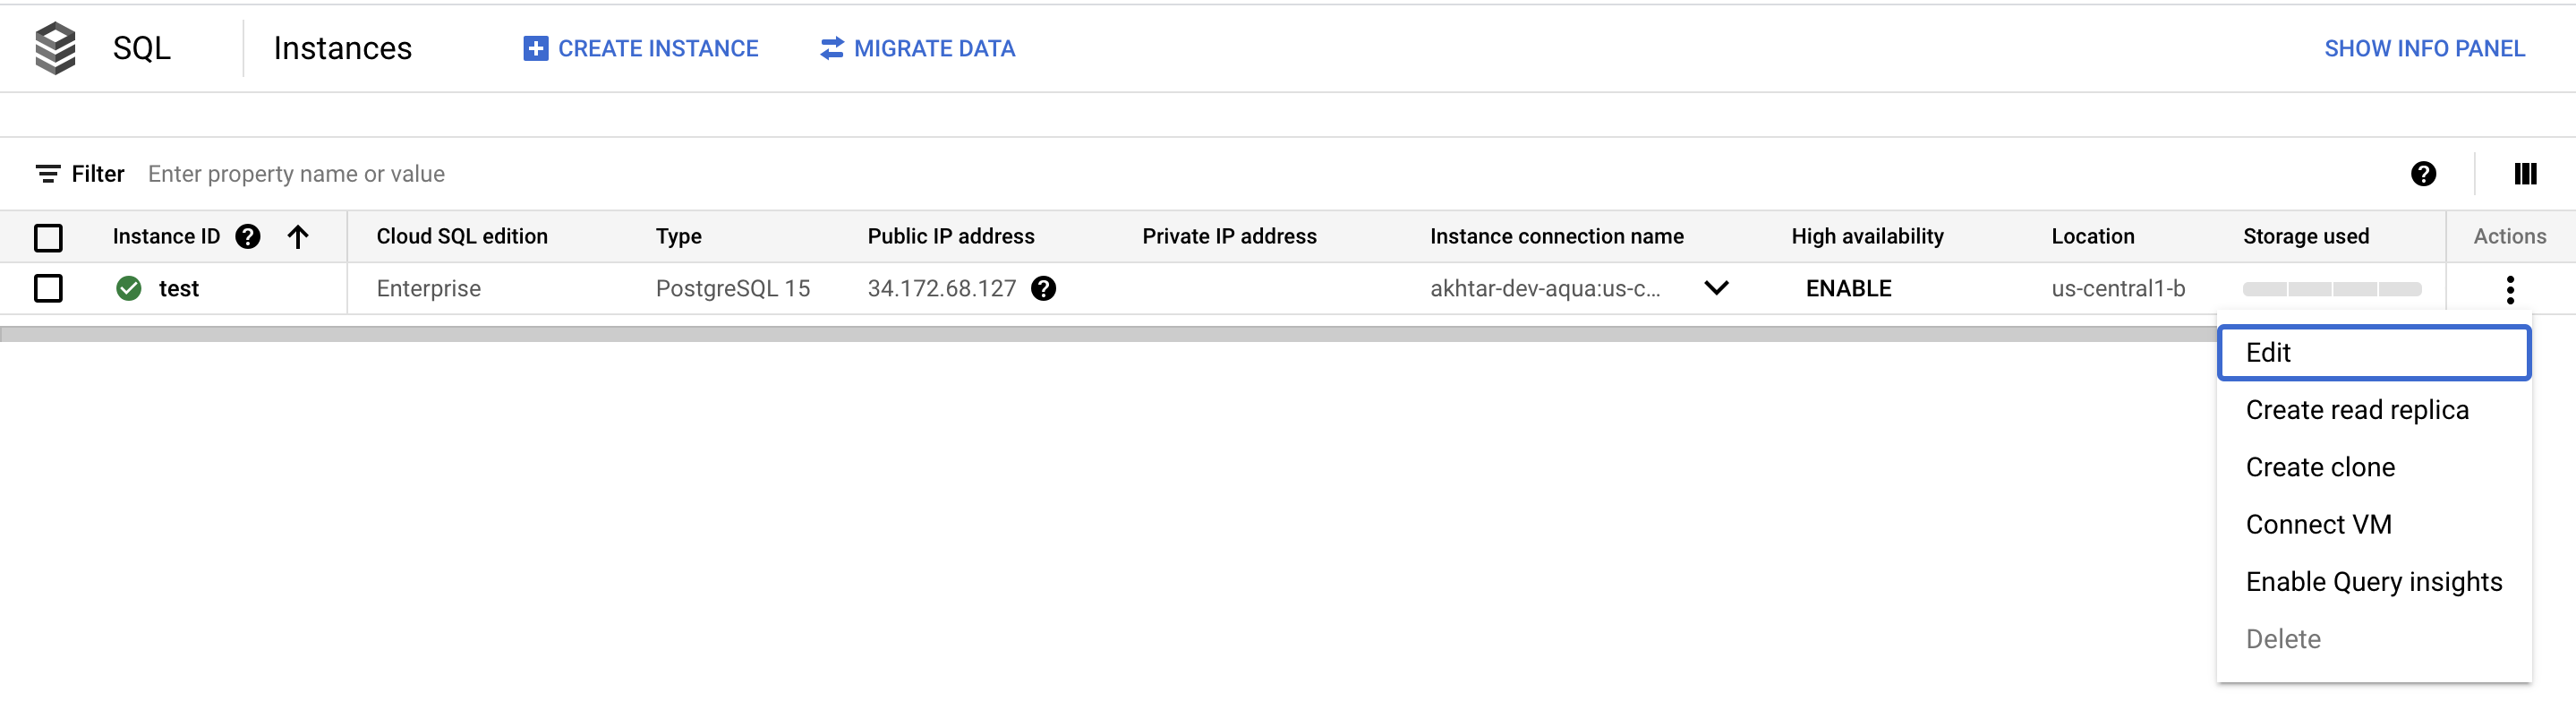 SQL Instances CREATE INSTANCE MIGRATE DATA SHOW INFO PANEL
Filter Enter property name or value
Instance ID Cloud SQL edition Type Public IP address Private IP address Instance connection name High availability Location Storage used Actions
test Enterprise PostgreSQL 15 34.172.68.127 akhtar-dev-aqua:us-c... ENABLE us-central1-b
Edit
Create read replica
Create clone
Connect VM
Enable Query insights
Delete